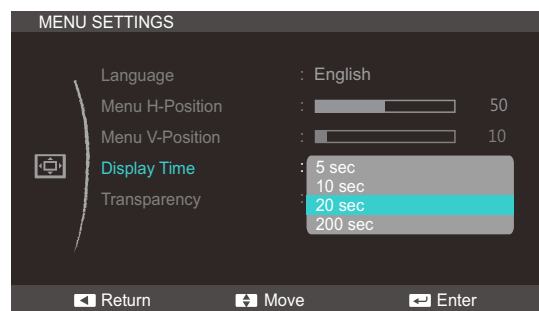 MENU SETTINGS
Language : English
Menu H-Position : 50
Menu V-Position : 10
Display Time : 5 sec
10 sec
20 sec
Transparency :
200 sec
Return Move Enter